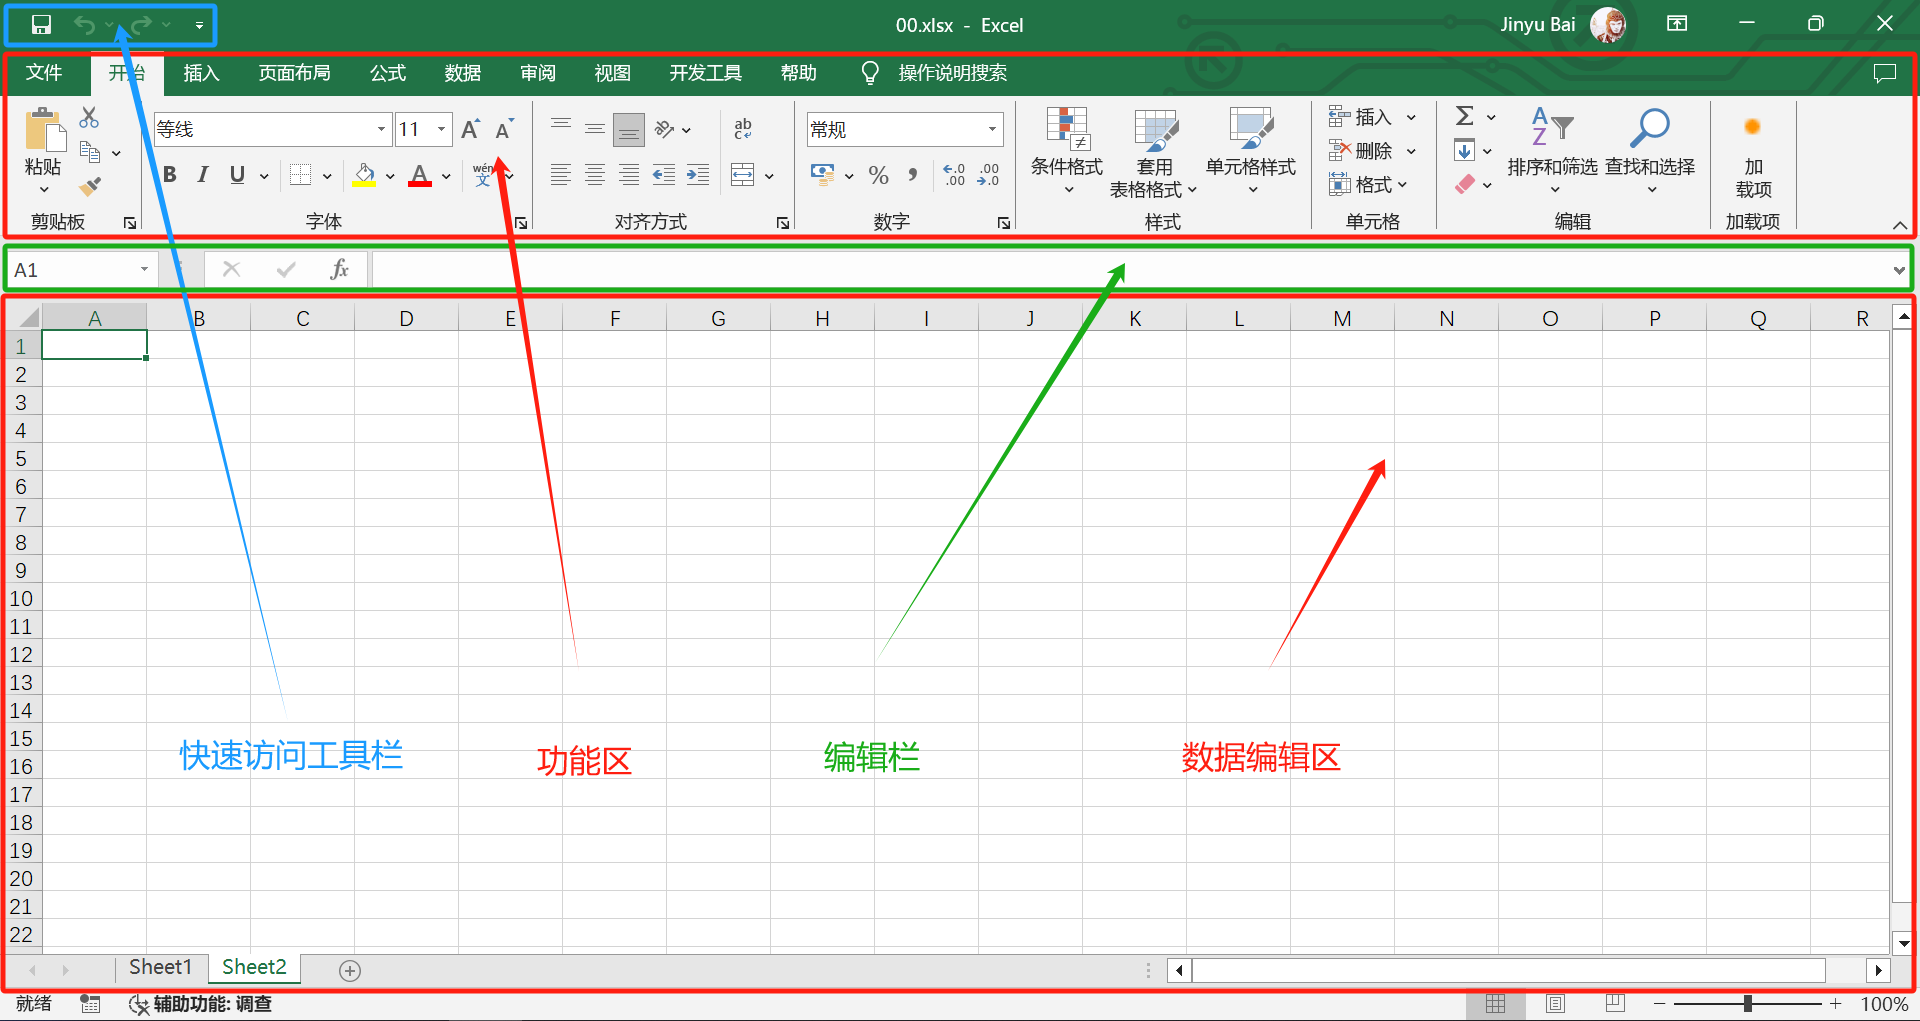 00.xlsx - Excel
Jinyu Bai
文件 开始 插入 页面布局 公式 数据 审阅 视图 开发工具 帮助 操作说明搜索
等线 11 A A
ab
c
常规
粘贴
B I U A wén
文
% , .0
.00 .00
.0
条件格式
套用
表格格式
单元格样式
插入
删除
格式
Σ
A
Z
排序和筛选
查找和选择
加
载项
剪贴板 字体 对齐方式 数字 样式 单元格 编辑 加载项
A1 fx
A B C D E F G H I J K L M N O P Q R
1
2
3
4
5
6
7
8
9
10
11
12
13
14
15
16
17
18
19
20
21
22
快速访问工具栏 功能区 编辑栏 数据编辑区
Sheet1 Sheet2
就绪 辅助功能: 调查 100%